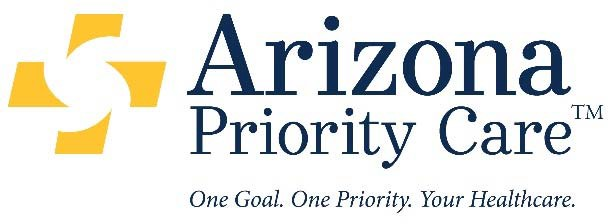 Arizona
Priority Care™
One Goal. One Priority. Your Healthcare.